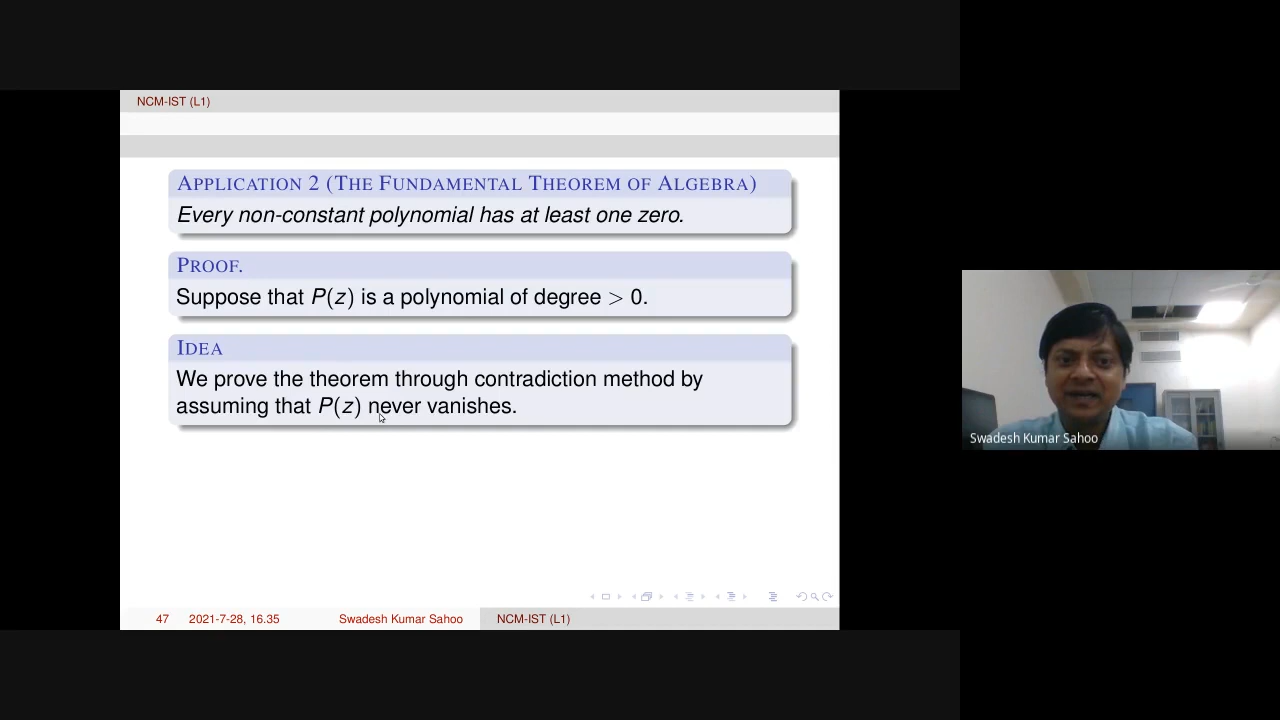 NCM-IST (L1)
APPLICATION 2 (THE FUNDAMENTAL THEOREM OF ALGEBRA)
Every non-constant polynomial has at least one zero.
PROOF.
Suppose that P(z) is a polynomial of degree > 0.
IDEA
We prove the theorem through contradiction method by
assuming that P(z) never vanishes.
47 2021-7-28, 16.35 Swadesh Kumar Sahoo NCM-IST (L1)
Swadesh Kumar Sahoo